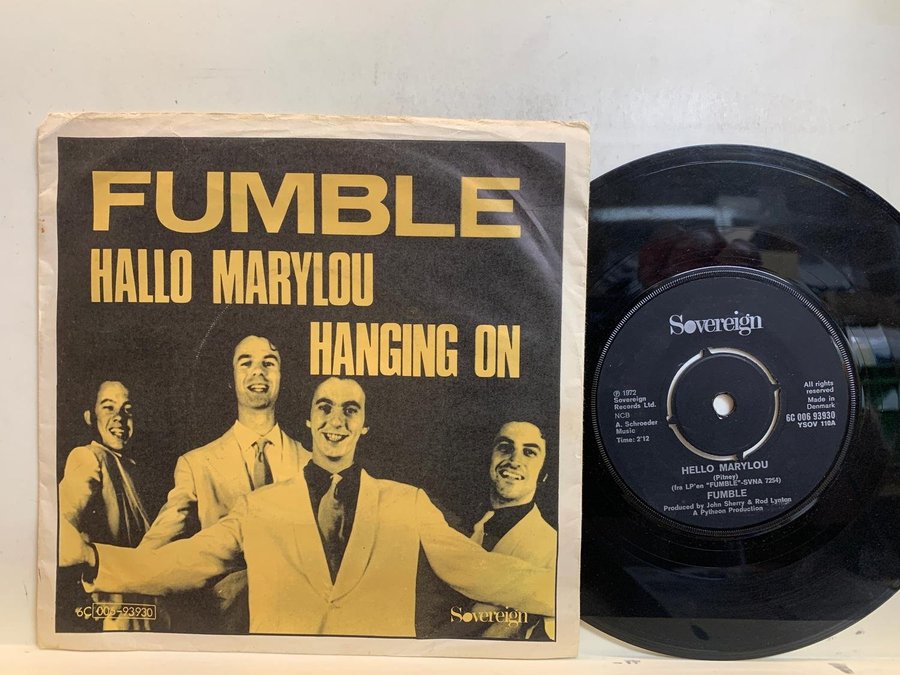 FUMBLE
HALLO MARYLOU
HANGING ON
6C 006-93930
Sovereign
Sovereign
℗ 1972
Sovereign
Records Ltd.
NCB
A. Schroeder
Music
Time: 2'12
All rights
reserved
Made in
Denmark
6C 006 93930
YSOV 110A
HELLO MARYLOU
(Pitney)
(fra LP'en "FUMBLE"-SVNA 7254)
FUMBLE
Produced by John Sherry & Rod Lynton
A Pytheon Production